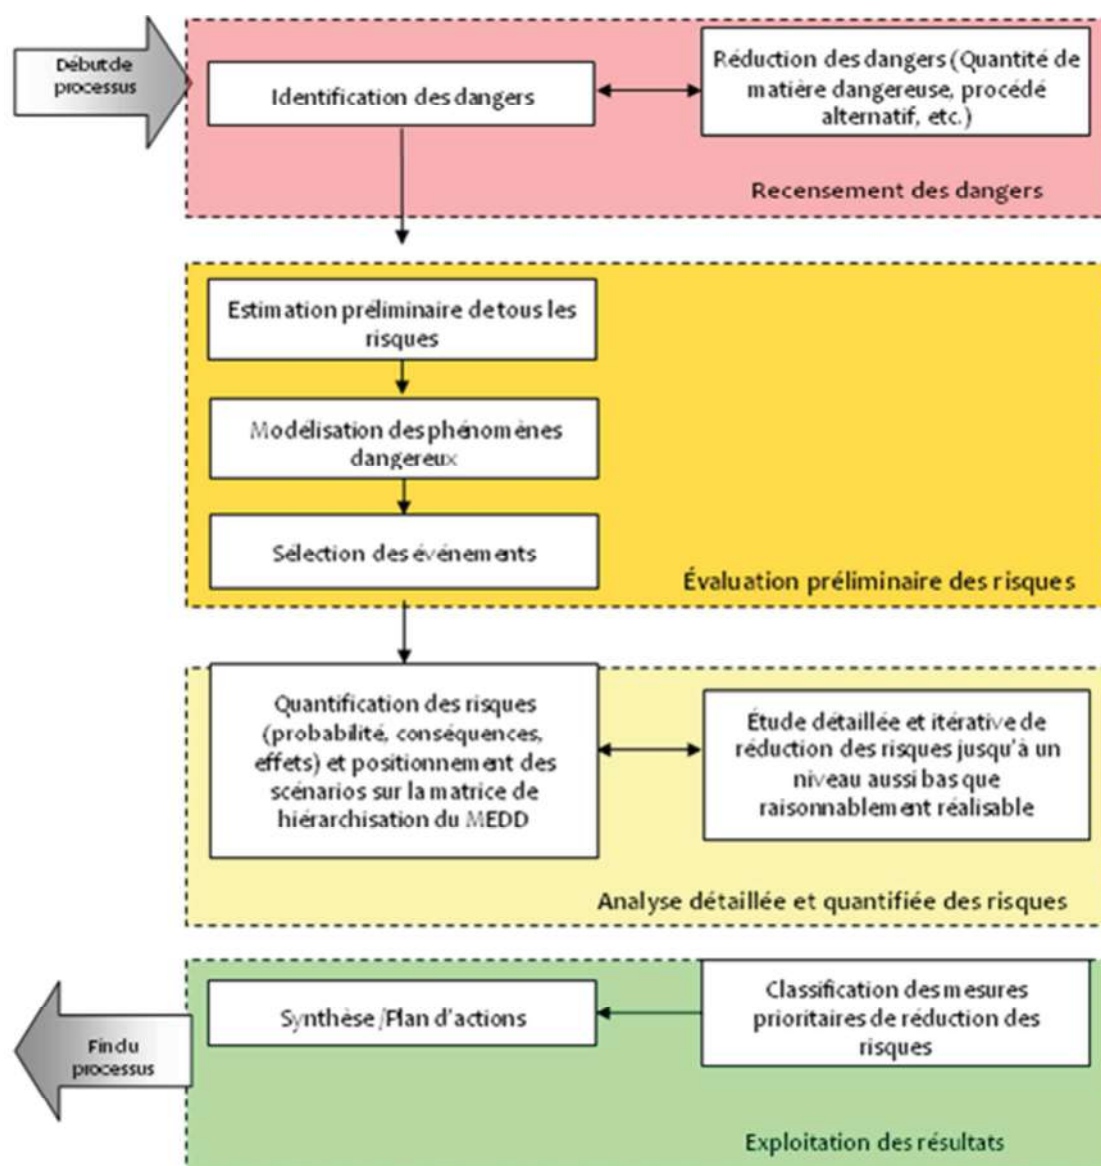 Début de
processus
Identification des dangers
Réduction des dangers (Quantité de
matière dangereuse, procédé
alternatif, etc.)
Recensement des dangers
Estimation préliminaire de tous les
risques
Modélisation des phénomènes
dangereux
Sélection des événements
Évaluation préliminaire des risques
Quantification des risques
(probabilité, conséquences,
effets) et positionnement des
scénarios sur la matrice de
hiérarchisation du MEDD
Étude détaillée et itérative de
réduction des risques jusqu'à un
niveau aussi bas que
raisonnablement réalisable
Analyse détaillée et quantifiée des risques
Classification des mesures
prioritaires de réduction des
risques
Synthèse /Plan d'actions
Fin du
processus
Exploitation des résultats